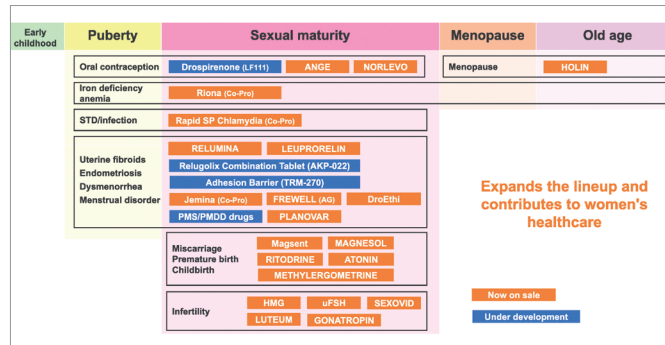 Early
childhood
Puberty
Sexual maturity
Menopause
Old age
Oral contraception
Drospirenone (LF111)
ANGE
NORLEVO
Menopause
HOLIN
Iron deficiency
anemia
Riona (Co-Pro)
STD/infection
Rapid SP Chlamydia (Co-Pro)
Uterine fibroids
Endometriosis
Dysmenorrhea
Menstrual disorder
RELUMINA
LEUPRORELIN
Relugolix Combination Tablet (AKP-022)
Adhesion Barrier (TRM-270)
Jemina (Co-Pro)
FREWELL (AG)
DroEthi
PMS/PMDD drugs
PLANOVAR
Expands the lineup and
contributes to women's
healthcare
Miscarriage
Premature birth
Childbirth
Magsent
MAGNESOL
RITODRINE
ATONIN
METHYLERGOMETRINE
Infertility
HMG
uFSH
SEXOVID
LUTEUM
GONATROPIN
Now on sale
Under development